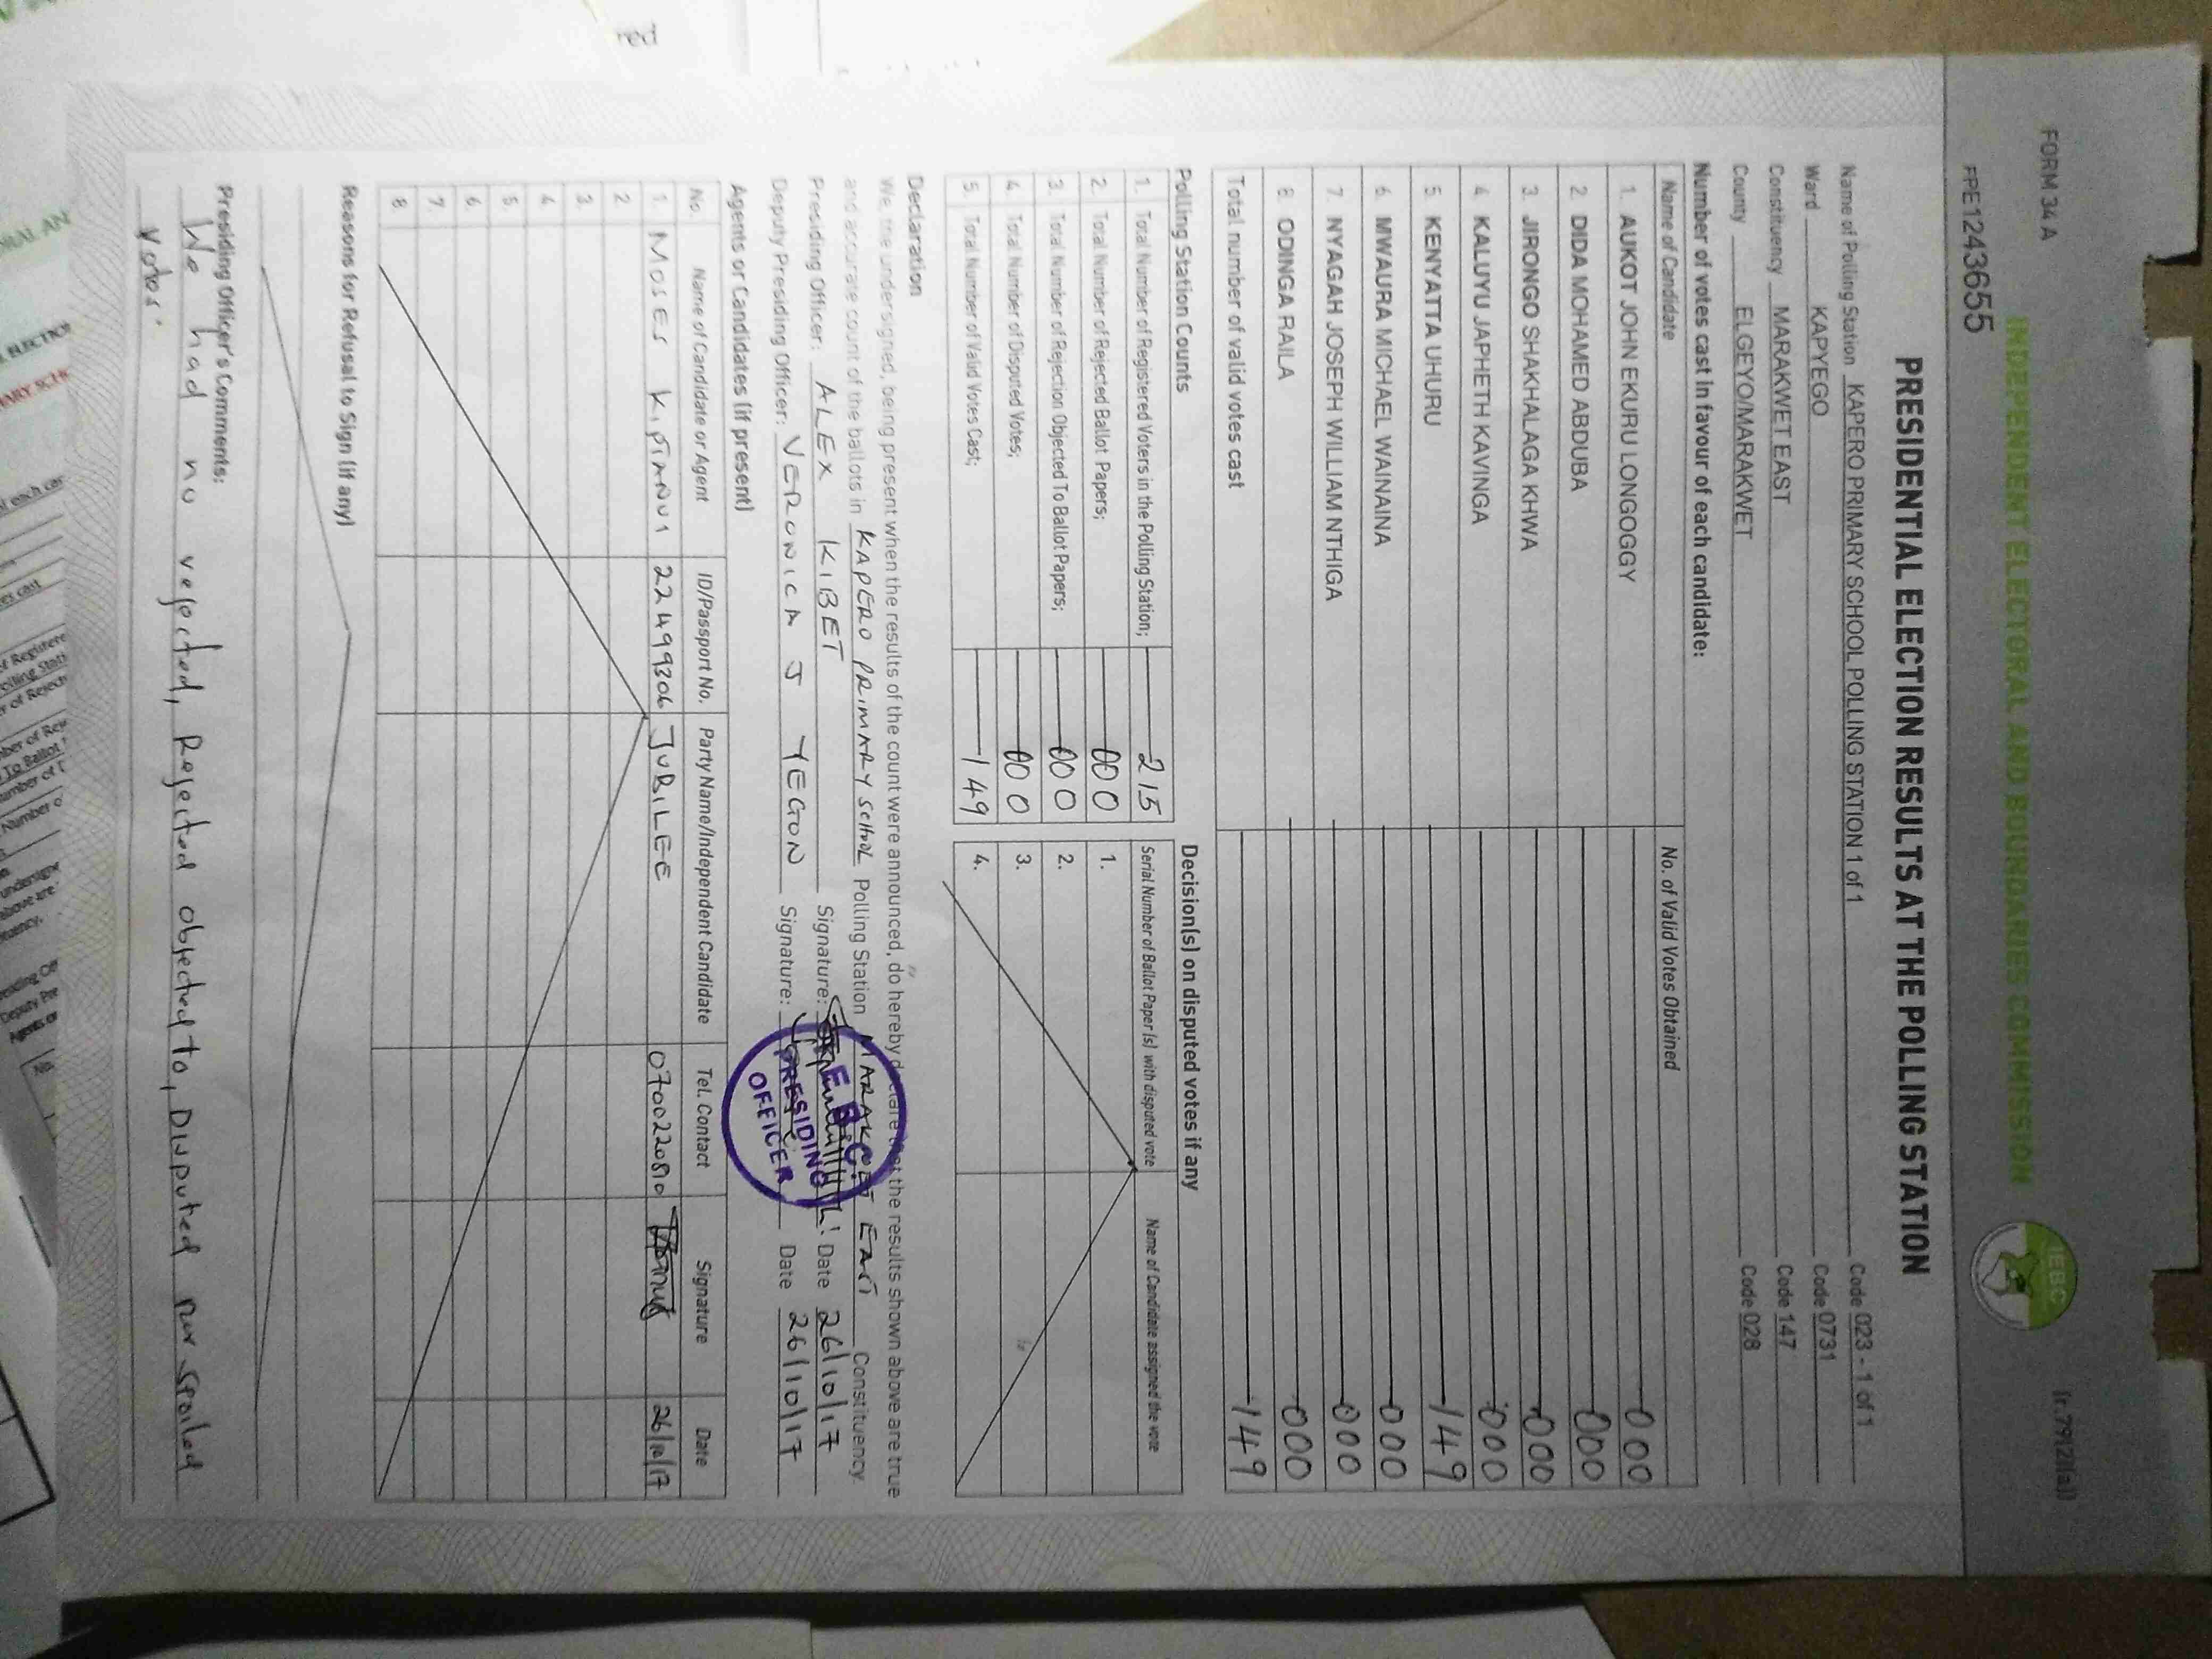 FORM 34 A
(r.79(2)(a))
INDEPENDENT ELECTORAL AND BOUNDARIES COMMISSION
IEBC
FPE1243655
PRESIDENTIAL ELECTION RESULTS AT THE POLLING STATION
Name of Polling Station KAPERO PRIMARY SCHOOL POLLING STATION 1 of 1 Code 023 - 1 of 1
Ward KAPYEGO Code 0731
Constituency MARAKWET EAST Code 147
County ELGEYO/MARAKWET Code 028
Number of votes cast in favour of each candidate:
Name of Candidate No. of Valid Votes Obtained
1. AUKOT JOHN EKURU LONGOGGY 000
2. DIDA MOHAMED ABDUBA 000
3. JIRONGO SHAKHALAGA KHWA 000
4. KALUYU JAPHETH KAVINGA 000
5. KENYATTA UHURU 149
6. MWAURA MICHAEL WAINAINA 000
7. NYAGAH JOSEPH WILLIAM NTHIGA 000
8. ODINGA RAILA 000
Total number of valid votes cast 149
Polling Station Counts
1. Total Number of Registered Voters in the Polling Station; 215
2. Total Number of Rejected Ballot Papers; 000
3. Total Number of Rejection Objected To Ballot Papers; 000
4. Total Number of Disputed Votes; 000
5. Total Number of Valid Votes Cast; 149
Decision(s) on disputed votes if any
Serial Number of Ballot Paper (s) with disputed vote Name of Candidate assigned the vote
1.
2.
3.
4.
Declaration
We, the undersigned, being present when the results of the count were announced, do hereby declare that the results shown above are true
and accurate count of the ballots in KAPERO PRIMARY SCHOOL Polling Station MARAKWET EAST Constituency.
Presiding Officer: ALEX KIBET Signature: Date 26/10/17
Deputy Presiding Officer: VERONICA J YEGON Signature: Date 26/10/17
PRESIDING
OFFICER
Agents or Candidates (if present)
No. Name of Candidate or Agent ID/Passport No. Party Name/Independent Candidate Tel. Contact Signature Date
1. MOSES KIPTANUI 22499306 JUBILEE 0700220810 26/10/17
2.
3.
4.
5.
6.
7.
8.
Reasons for Refusal to Sign (if any)
Presiding Officer's Comments:
We had no rejected, Rejected objected to, Disputed nor spoiled
votes.
red